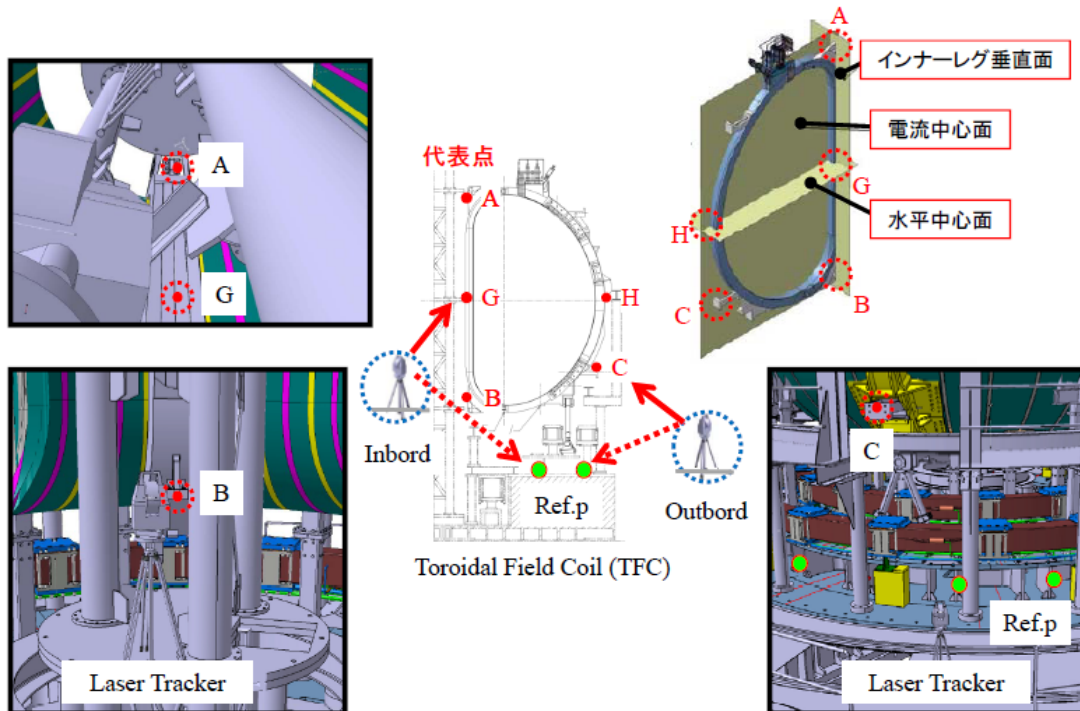 A
G
代表点
A
G
H
C
B
Inbord
Outbord
Ref.p
Toroidal Field Coil (TFC)
A
インナーレグ垂直面
電流中心面
G
水平中心面
H
C
B
B
Laser Tracker
C
Ref.p
Laser Tracker